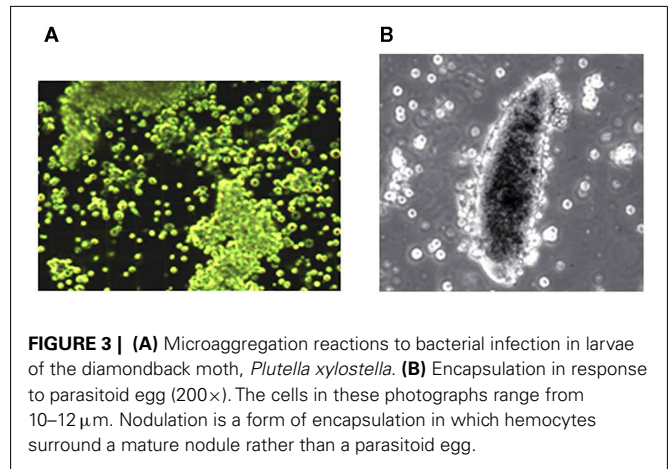 A
B
FIGURE 3 | (A) Microaggregation reactions to bacterial infection in larvae
of the diamondback moth, Plutella xylostella. (B) Encapsulation in response
to parasitoid egg (200×). The cells in these photographs range from
10–12 μm. Nodulation is a form of encapsulation in which hemocytes
surround a mature nodule rather than a parasitoid egg.